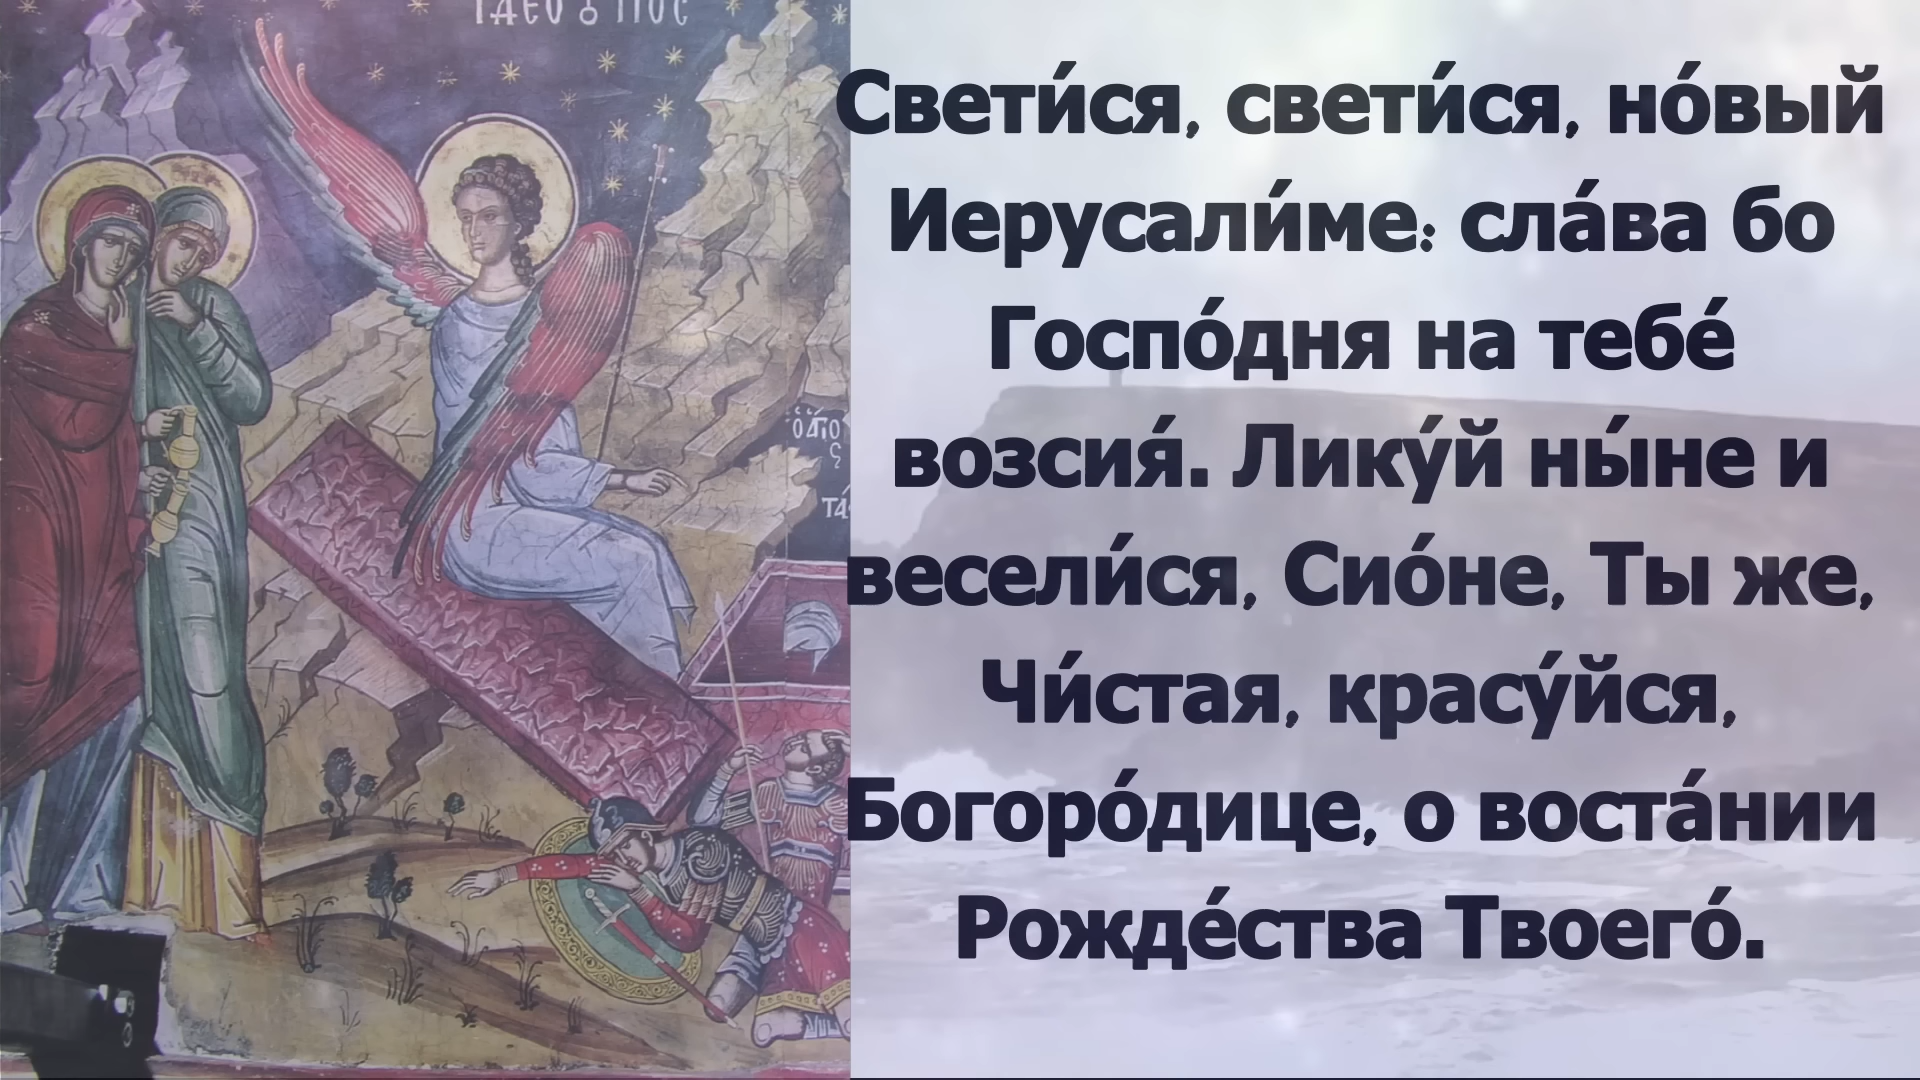 Свети́ся, свети́ся, но́вый
Иерусали́ме: сла́ва бо
Госпо́дня на тебе́
возсия́. Лику́й ны́не и
весели́ся, Сио́не, Ты же,
Чи́стая, красу́йся,
Богоро́дице, о воста́нии
Рожде́ства Твоего́.